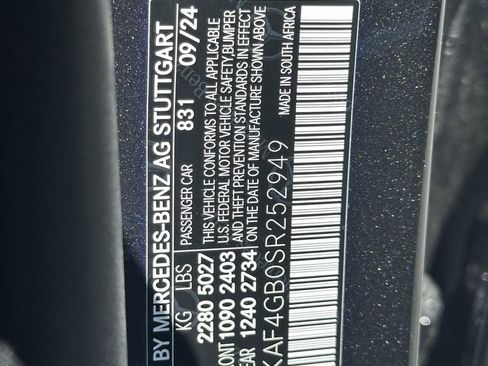 BY MERCEDES-BENZ AG STUTTGART
PASSENGER CAR 831 09/24
KG LBS
2280 5027
ONT 1090 2403
EAR 1240 2734
THIS VEHICLE CONFORMS TO ALL APPLICABLE
U.S. FEDERAL MOTOR VEHICLE SAFETY, BUMPER
AND THEFT PREVENTION STANDARDS IN EFFECT
ON THE DATE OF MANUFACTURE SHOWN ABOVE
KAF4GB0SR252949
MADE IN SOUTH AFRICA